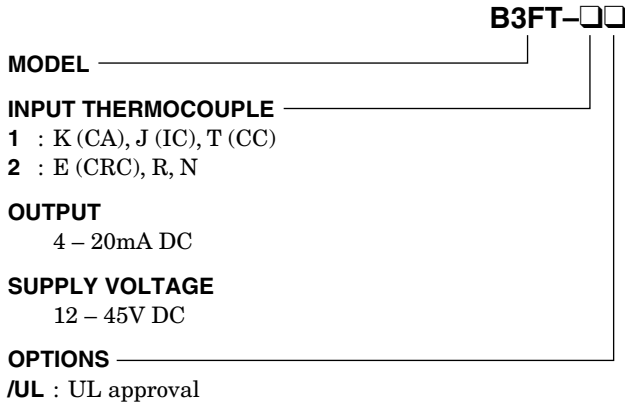 B3FT–❑❑
MODEL
INPUT THERMOCOUPLE
1 : K (CA), J (IC), T (CC)
2 : E (CRC), R, N
OUTPUT
4 – 20mA DC
SUPPLY VOLTAGE
12 – 45V DC
OPTIONS
/UL : UL approval